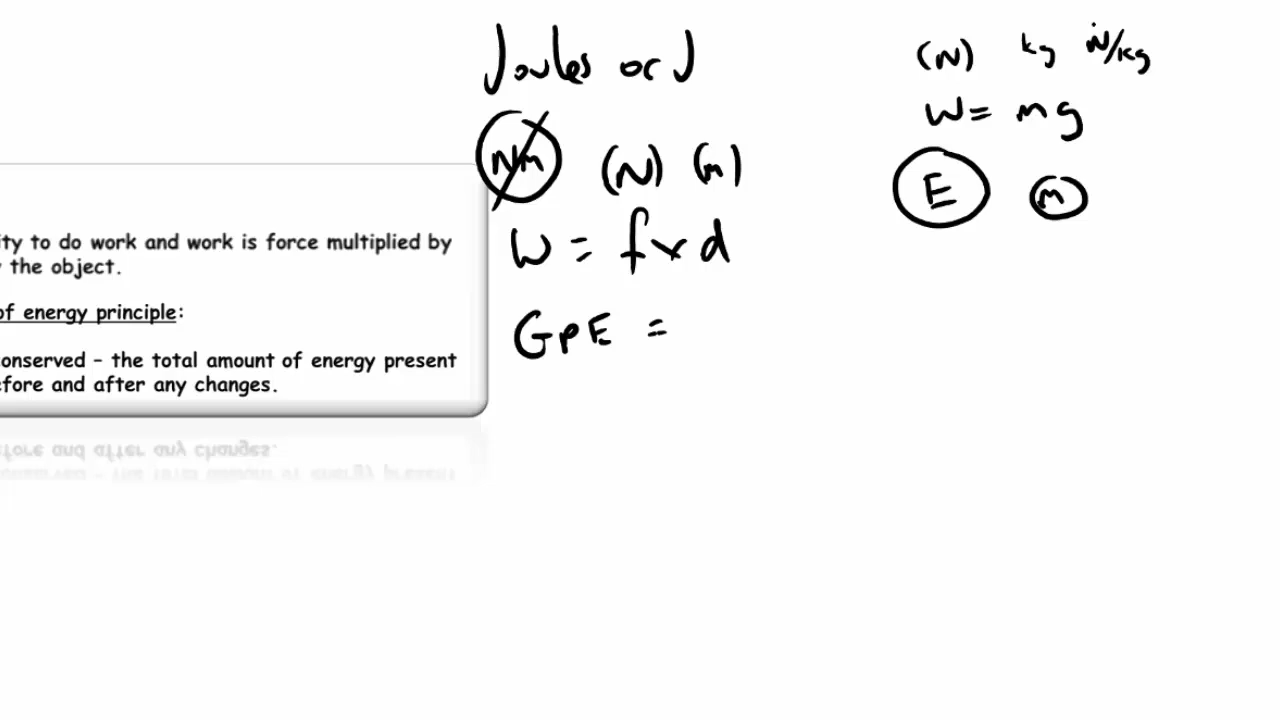 Joules or J
Nm (N) (m)
W = f x d
GPE =
(N) kg N/kg
W = mg
E m
ity to do work and work is force multiplied by
the object.
of energy principle:
onserved – the total amount of energy present
efore and after any changes.